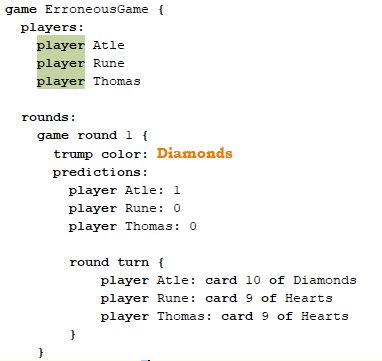 game ErroneousGame {
players:
player Atle
player Rune
player Thomas
rounds:
game round 1 {
trump color: Diamonds
predictions:
player Atle: 1
player Rune: 0
player Thomas: 0
round turn {
player Atle: card 10 of Diamonds
player Rune: card 9 of Hearts
player Thomas: card 9 of Hearts
}
}